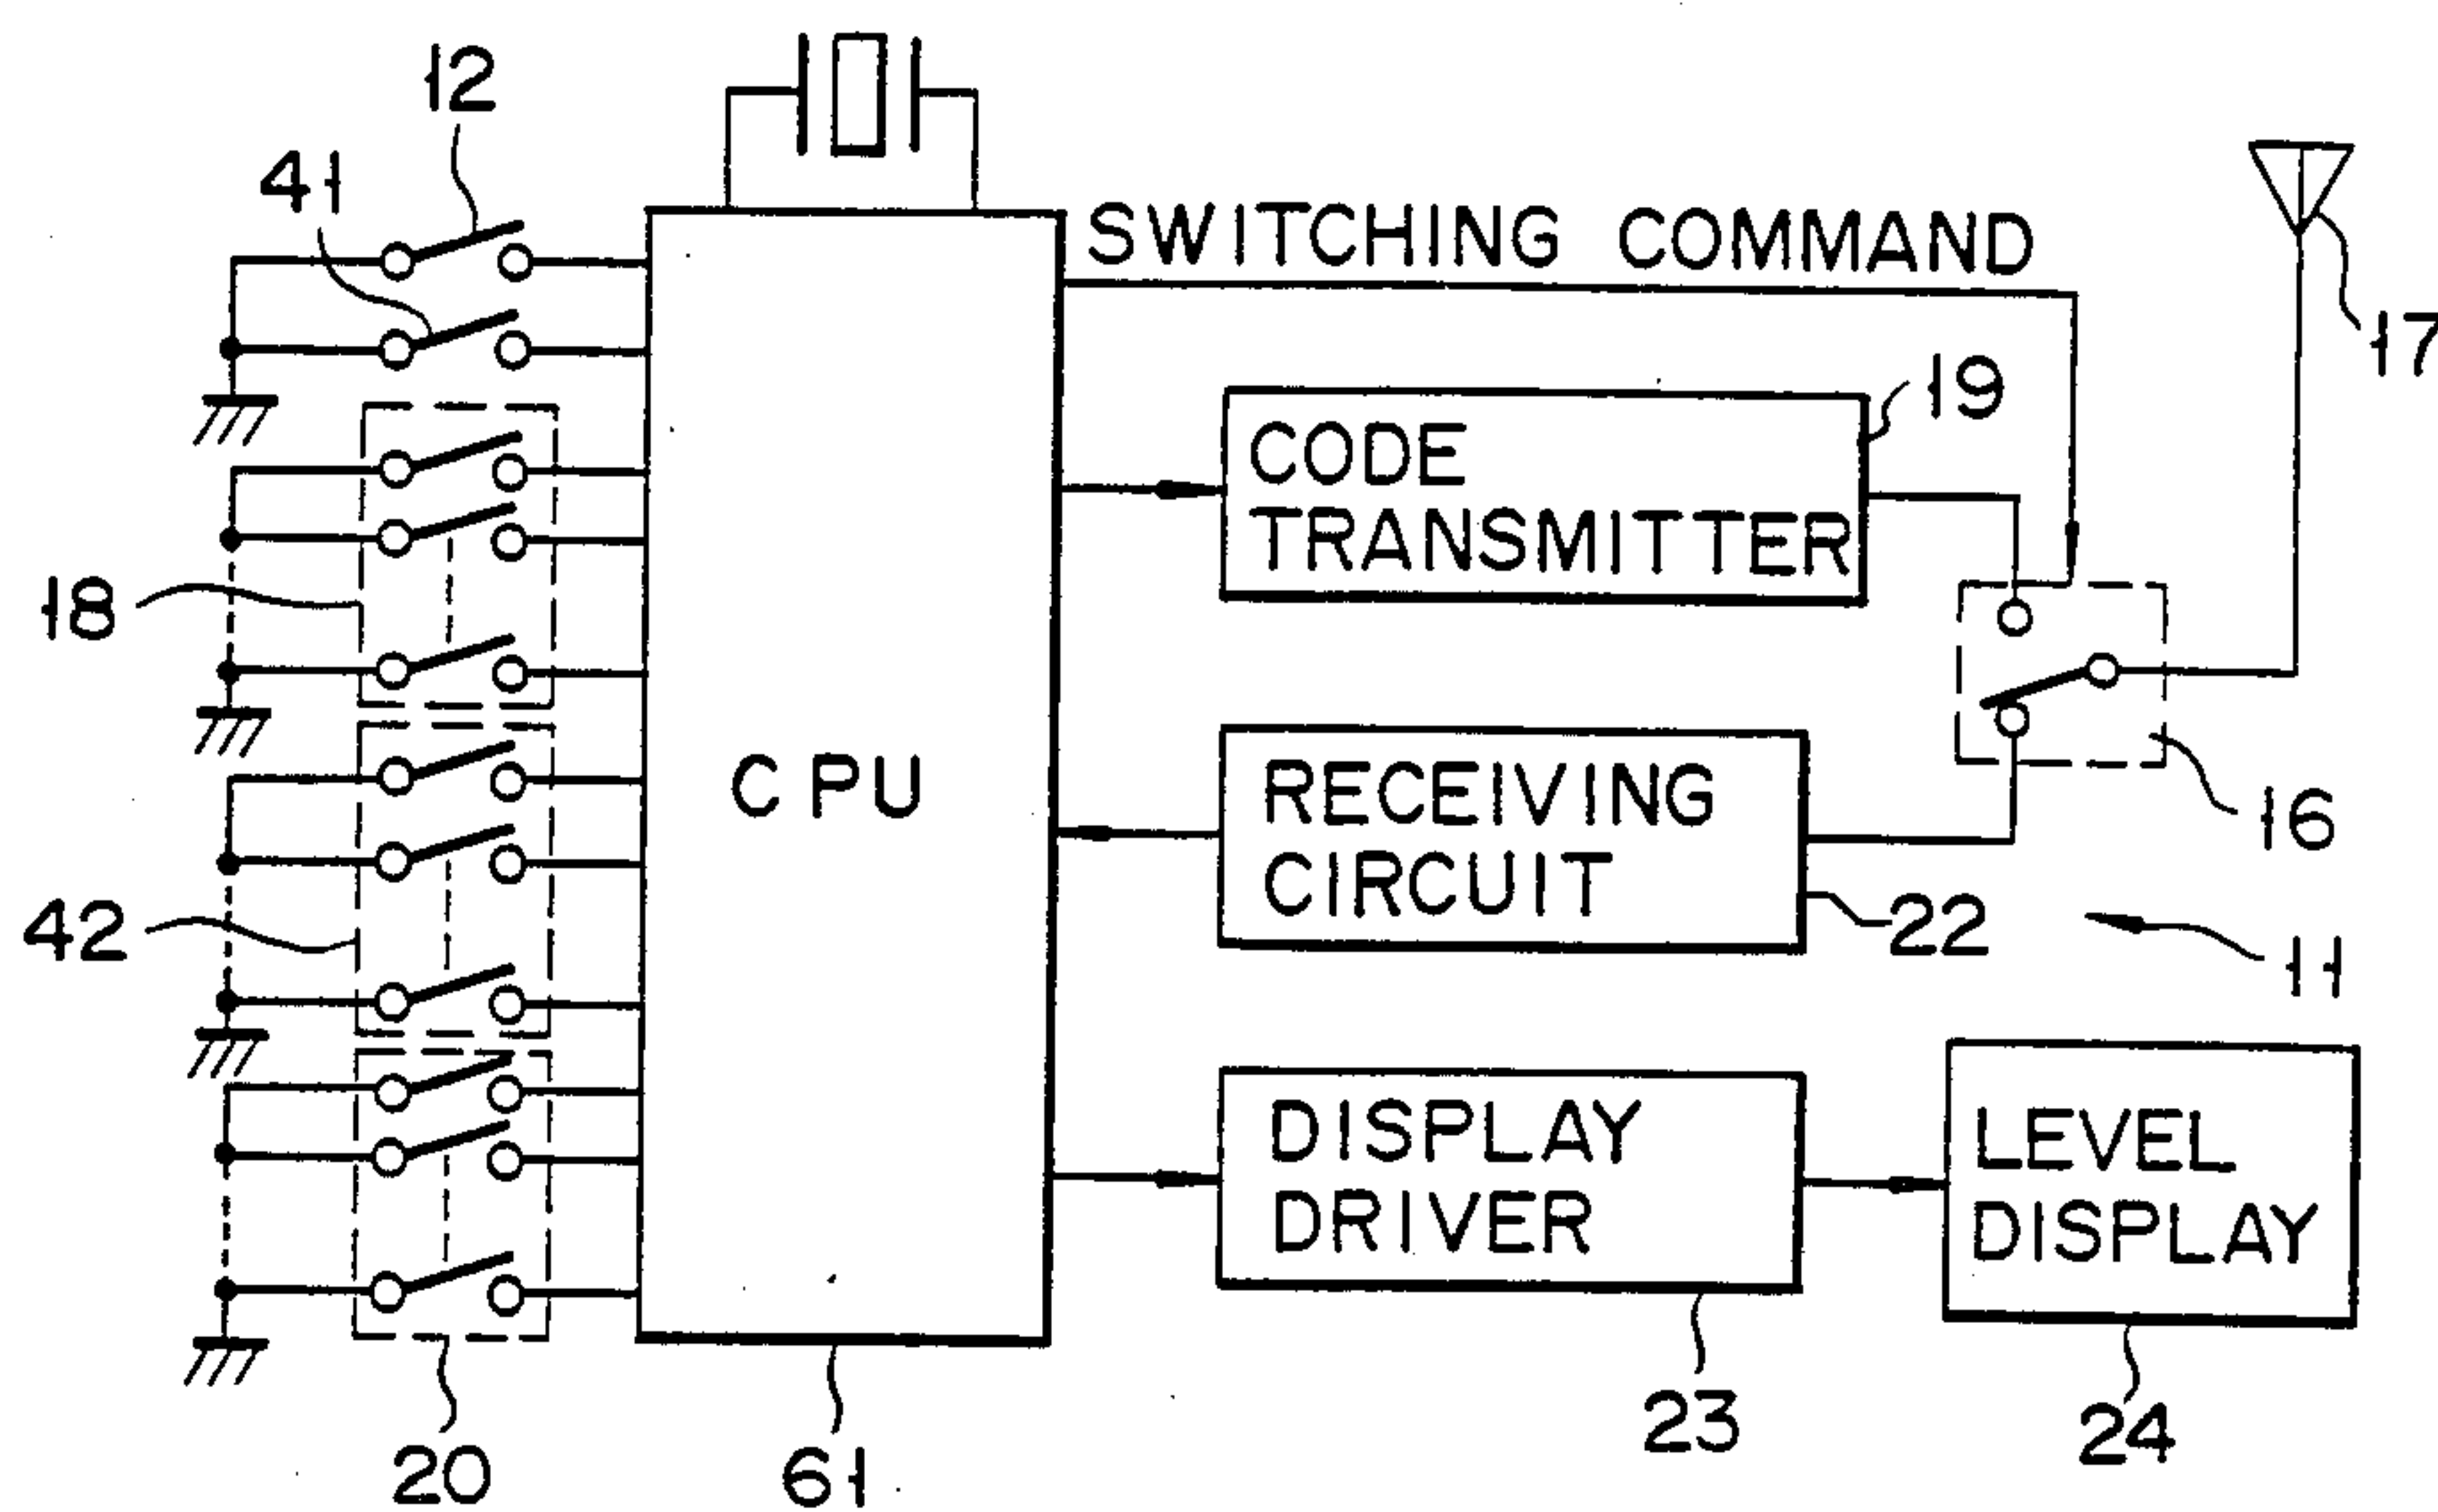 12
41
SWITCHING COMMAND
17
19
CODE
TRANSMITTER
18
CPU
RECEIVING
CIRCUIT
16
42
22
11
DISPLAY
DRIVER
LEVEL
DISPLAY
20
61
23
24